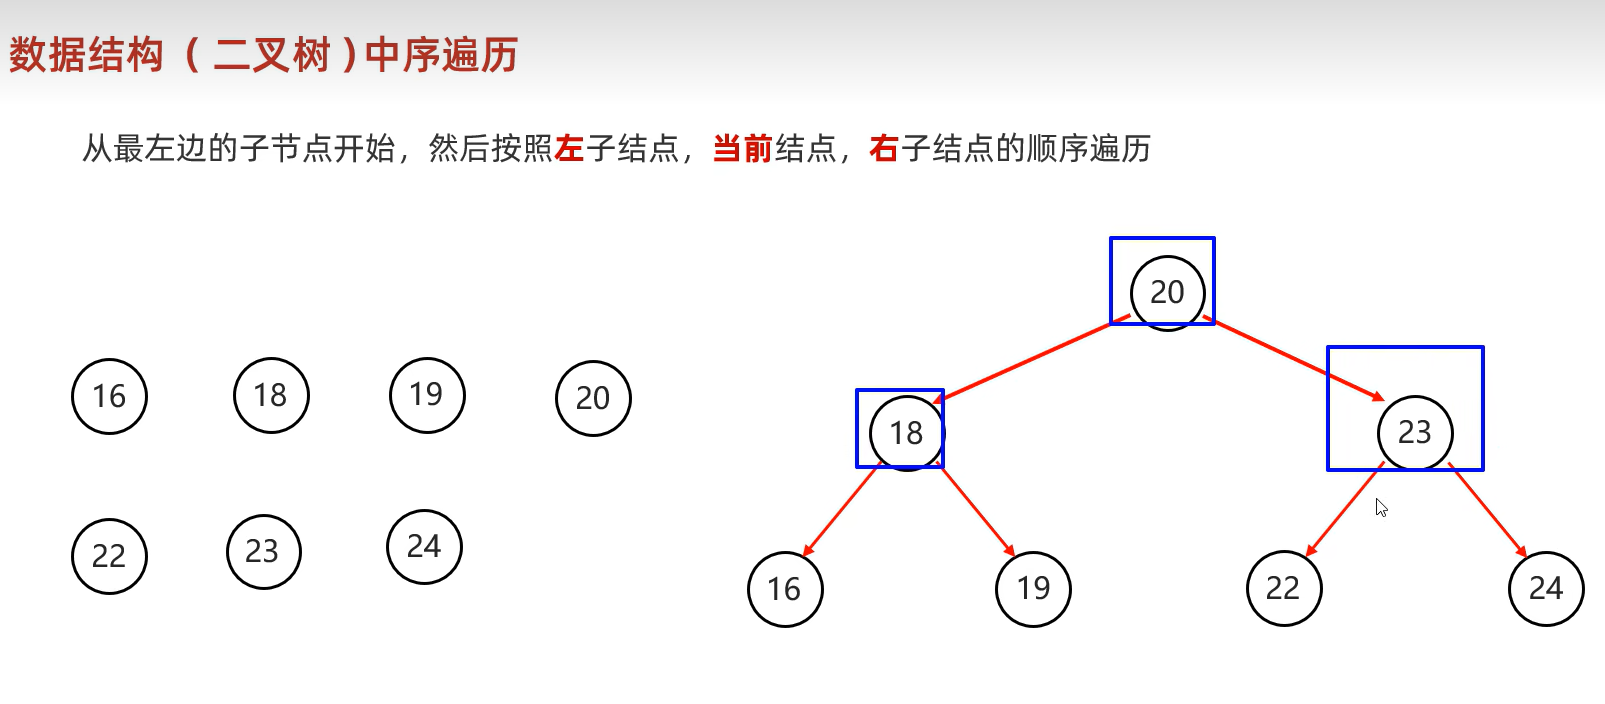 数据结构（二叉树)中序遍历
从最左边的子节点开始，然后按照左子结点，当前结点，右子结点的顺序遍历
20
16 18 19 20
18 23
22 23 24
16 19 22 24